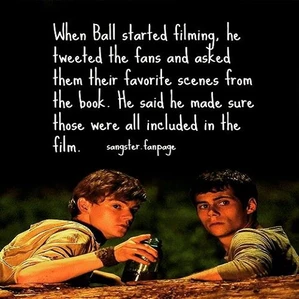 When Ball started filming, he
tweeted the fans and asked
them their favorite scenes from
the book. He said he made sure
those were all included in the
film. sangster.fanpage